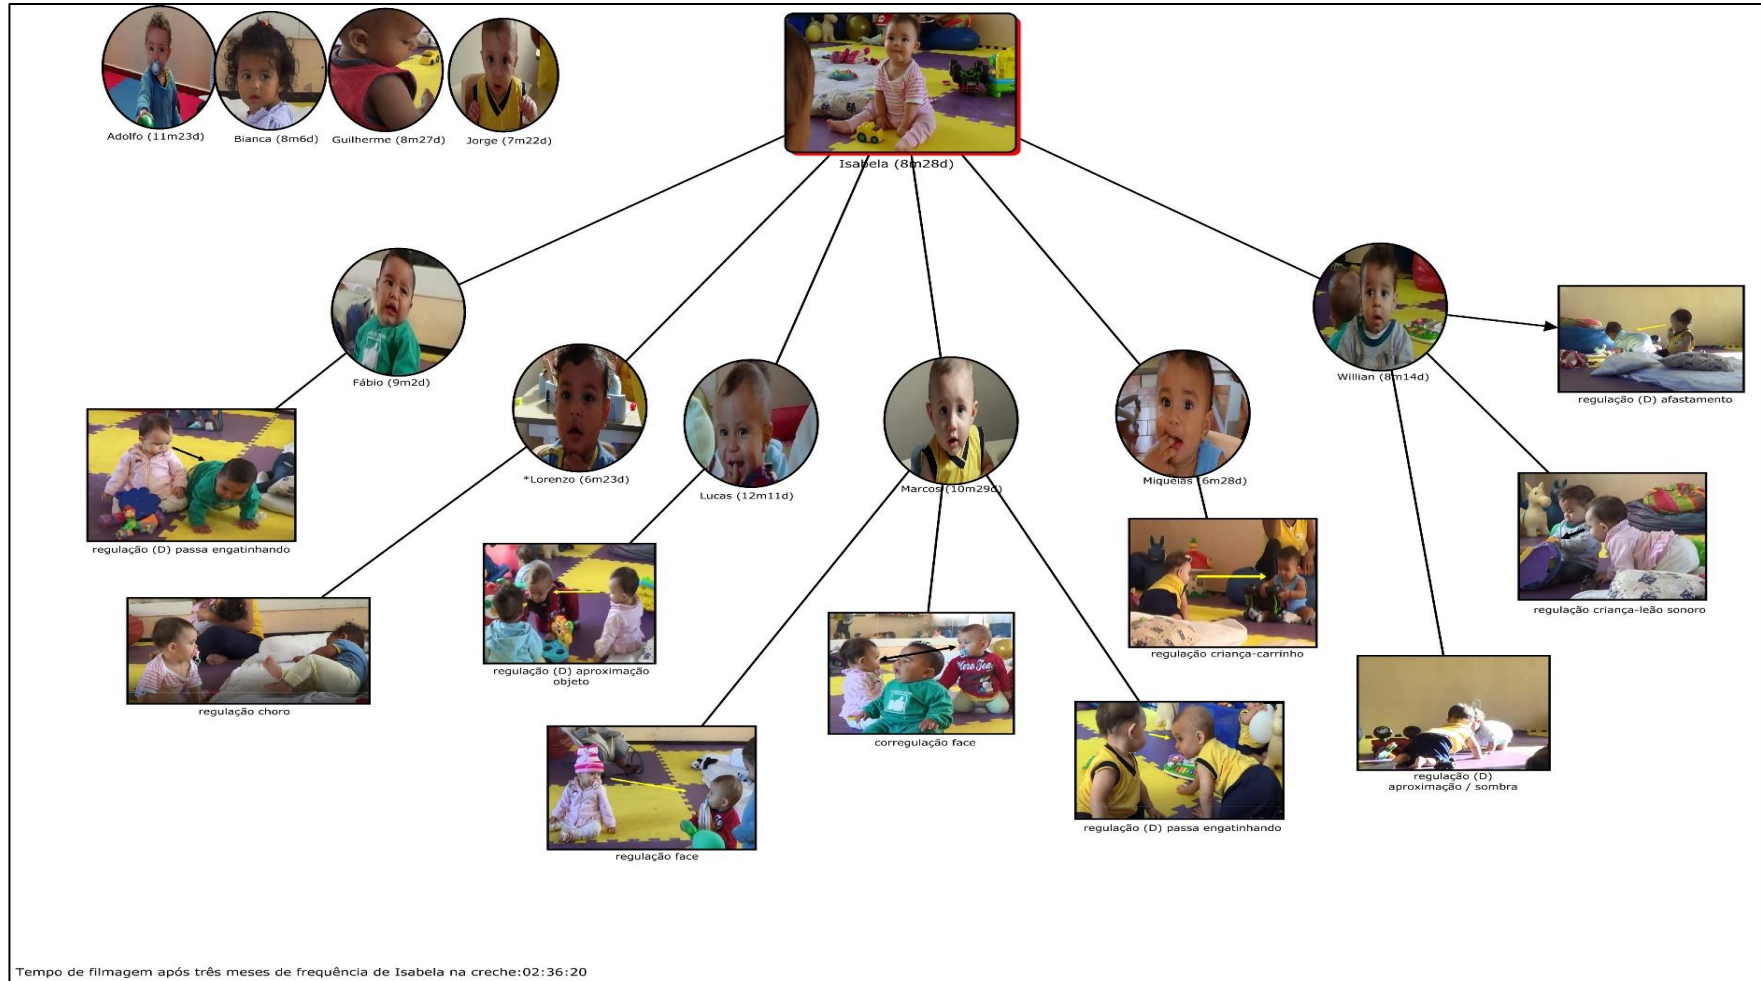 Adolfo (11m23d)
Bianca (8m6d)
Guilherme (8m27d)
Jorge (7m22d)
Isabela (8m28d)
Fábio (9m2d)
*Lorenzo (6m23d)
Lucas (12m11d)
Marcos (10m29d)
Miquéias (6m28d)
Willian (8m14d)
regulação (D) afastamento
regulação (D) passa engatinhando
regulação choro
regulação (D) aproximação
objeto
regulação face
corregulação face
regulação (D) passa engatinhando
regulação criança-carrinho
regulação (D)
aproximação / sombra
regulação criança-leão sonoro
Tempo de filmagem após três meses de frequência de Isabela na creche:02:36:20